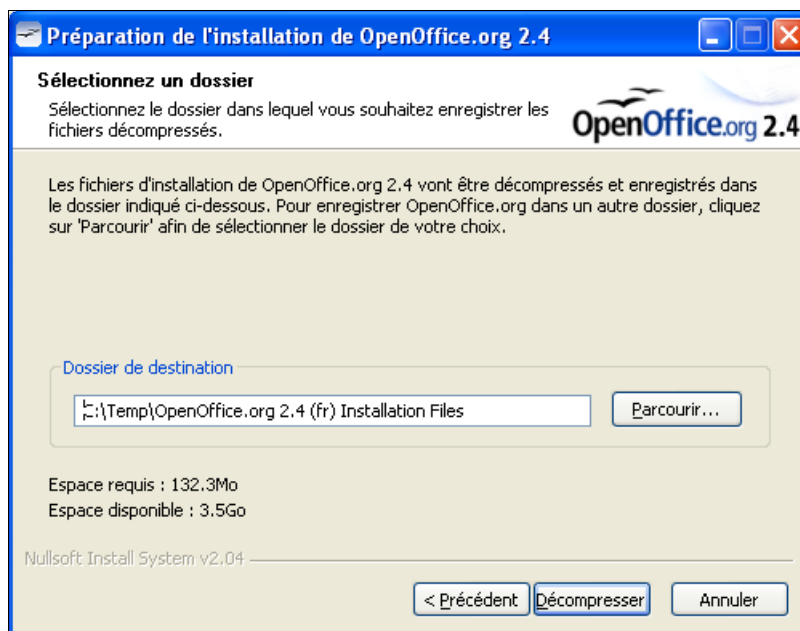 Préparation de l'installation de OpenOffice.org 2.4
Sélectionnez un dossier
Sélectionnez le dossier dans lequel vous souhaitez enregistrer les
fichiers décompressés.
OpenOffice.org 2.4
Les fichiers d'installation de OpenOffice.org 2.4 vont être décompressés et enregistrés dans
le dossier indiqué ci-dessous. Pour enregistrer OpenOffice.org dans un autre dossier, cliquez
sur 'Parcourir' afin de sélectionner le dossier de votre choix.
Dossier de destination
C:\Temp\OpenOffice.org 2.4 (fr) Installation Files
Parcourir...
Espace requis : 132.3Mo
Espace disponible : 3.5Go
Nullsoft Install System v2.04
< Précédent
Décompresser
Annuler